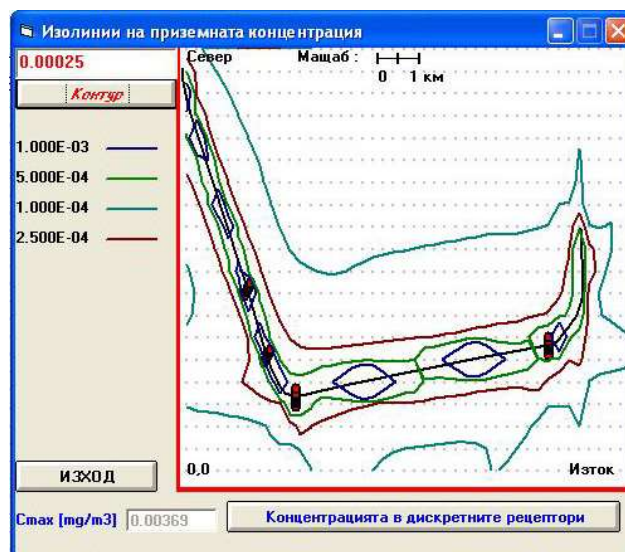 Изолинии на приземната концентрация
0.00025
Контур
1.000E-03
5.000E-04
1.000E-04
2.500E-04
Север
Мащаб :
0 1 км
0,0
Изток
ИЗХОД
Cmax [mg/m3] 0.00369
Концентрацията в дискретните рецептори